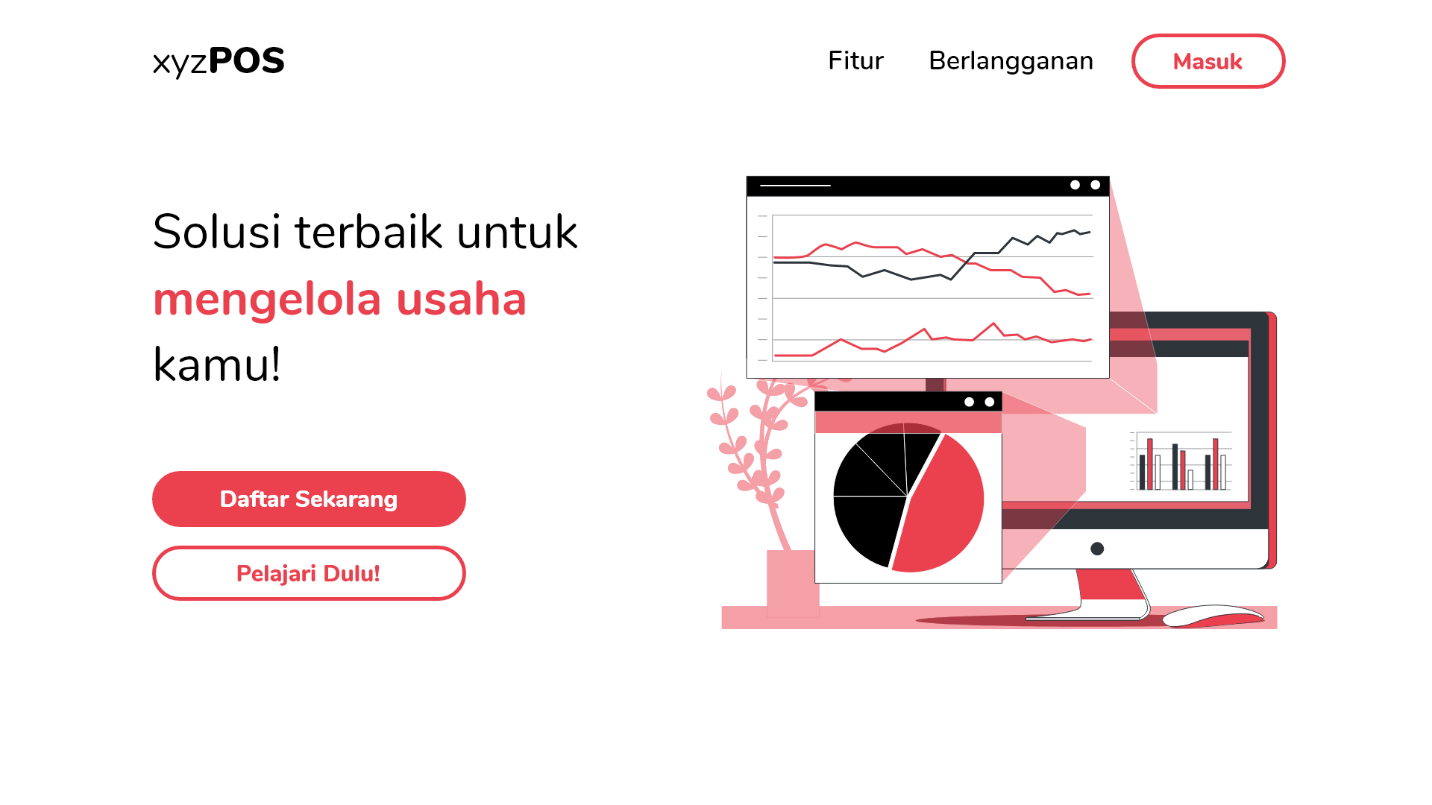 xyzPOS
Fitur
Berlangganan
Masuk
Solusi terbaik untuk
mengelola usaha
kamu!
Daftar Sekarang
Pelajari Dulu!